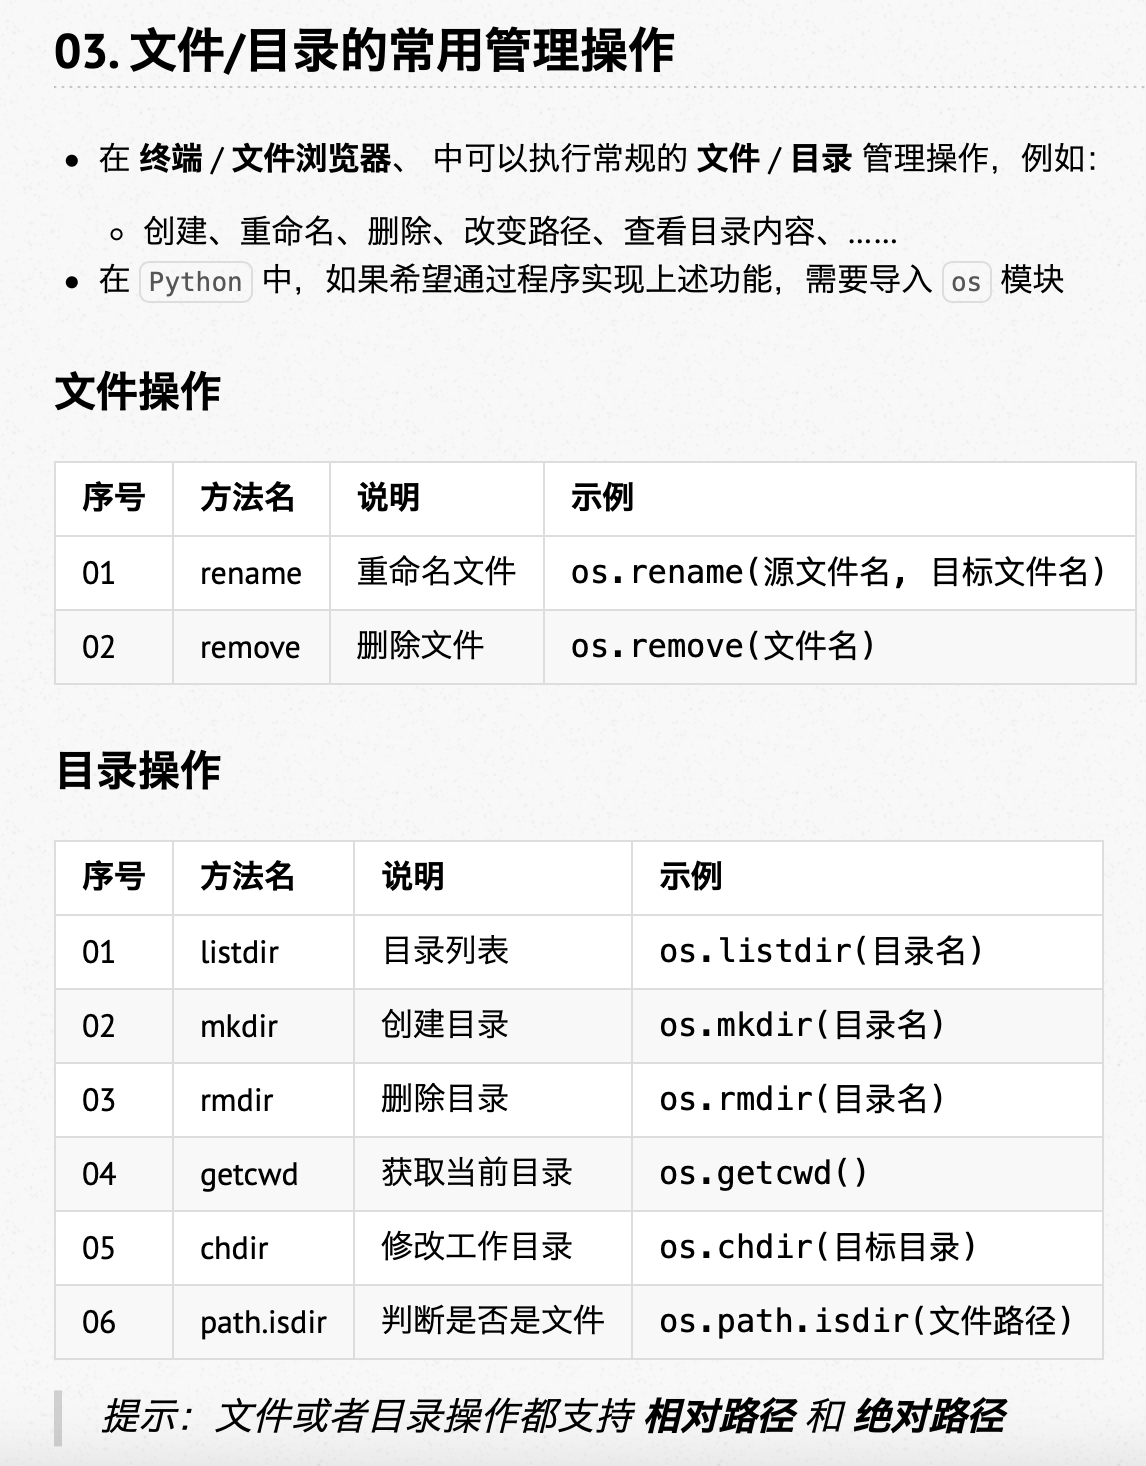 03. 文件/目录的常用管理操作
在 终端 / 文件浏览器、 中可以执行常规的 文件 / 目录 管理操作，例如：
创建、重命名、删除、改变路径、查看目录内容、……
在 Python 中，如果希望通过程序实现上述功能，需要导入 os 模块
文件操作
序号 方法名 说明 示例
01 rename 重命名文件 os.rename(源文件名, 目标文件名)
02 remove 删除文件 os.remove(文件名)
目录操作
序号 方法名 说明 示例
01 listdir 目录列表 os.listdir(目录名)
02 mkdir 创建目录 os.mkdir(目录名)
03 rmdir 删除目录 os.rmdir(目录名)
04 getcwd 获取当前目录 os.getcwd()
05 chdir 修改工作目录 os.chdir(目标目录)
06 path.isdir 判断是否是文件 os.path.isdir(文件路径)
提示：文件或者目录操作都支持 相对路径 和 绝对路径